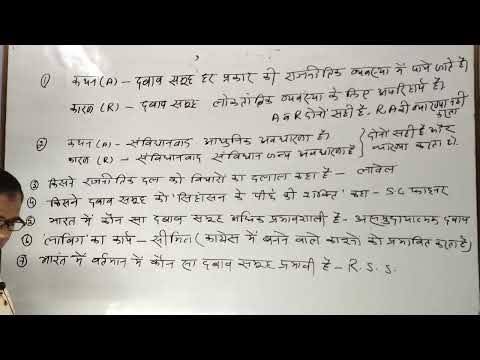 ① कथन (A) - दबाव समूह हर प्रकार की राजनीतिक व्यवस्था में पाये जाते है।
कारण (R) - दबाव समूह लोकतांत्रिक व्यवस्था के लिए अपरिहार्य है।
A व R दोनों सही है, R, A की व्याख्या नहीं करता
② कथन (A) - संविधानवाद आधुनिक अवधारणा है। दोनों सही है और
कारण (R) - संविधानवाद संविधान जन्य अवधारणा है। व्याख्या करता है।
③ किसने राजनीतिक दल को विचारों का दलाल कहा है - लावेल
④ किसने दबाव समूह को 'सिंहासन के पीछे की शक्ति' कहा - S.G फाइनर
⑤ भारत में कौन सा दबाव समूह अधिक प्रभावशाली है - समुदायात्मक दबाव
⑥ लाबिंग का कार्य - सीमित (कांग्रेस में बनने वाले कानूनों को प्रभावित करता है)
⑦ भारत में वर्तमान में कौन सा दबाव समूह प्रभावी है - R.S.S.